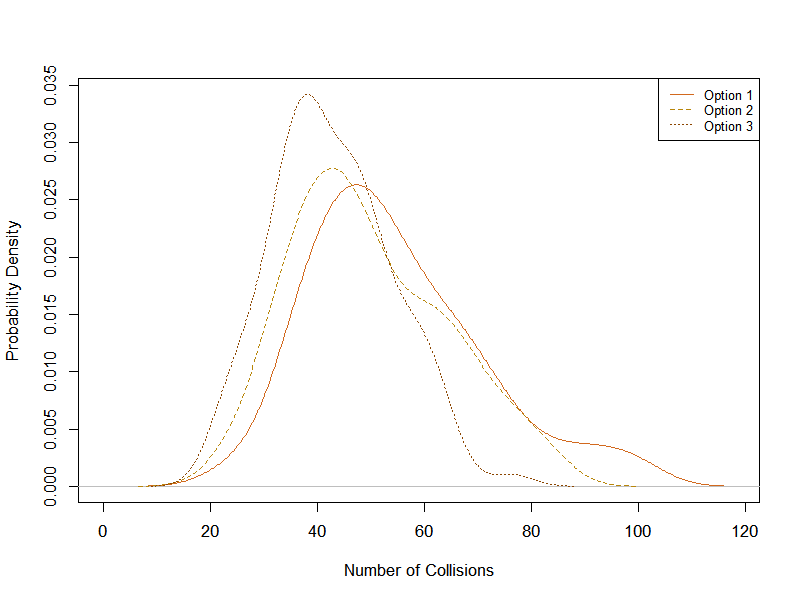 Option 1
Option 2
Option 3
Probability Density
0.035
0.030
0.025
0.020
0.015
0.010
0.005
0.000
0 20 40 60 80 100 120
Number of Collisions